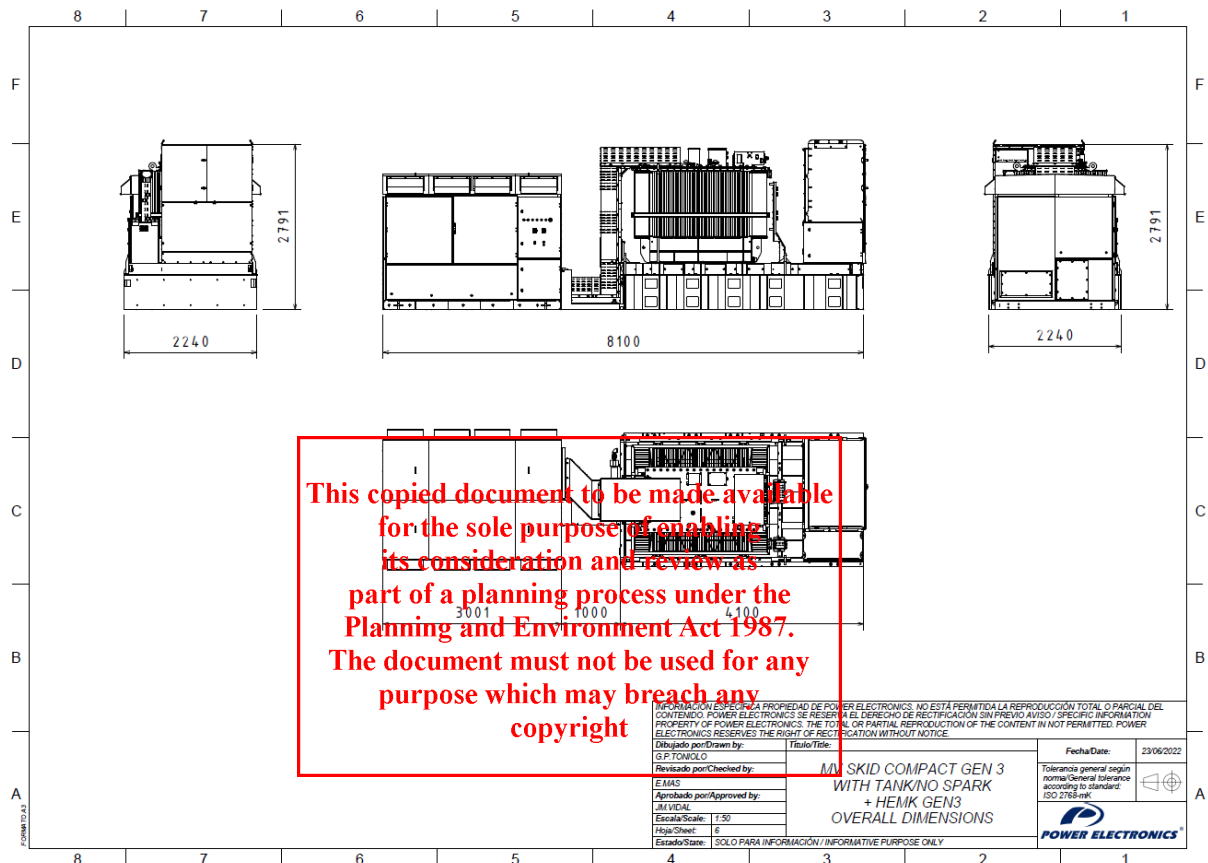 8 7 6 5 4 3 2 1
F F
E E
D D
C C
B B
A A
2791
2791
2240
8100
2240
This copied document to be made available
for the sole purpose of enabling
its consideration and review as
part of a planning process under the
3001 1000 4100
Planning and Environment Act 1987.
The document must not be used for any
purpose which may breach any
copyright
INFORMACIÓN ESPECÍFICA PROPIEDAD DE POWER ELECTRONICS. NO ESTÁ PERMITIDA LA REPRODUCCIÓN TOTAL O PARCIAL DEL
CONTENIDO. POWER ELECTRONICS SE RESERVA EL DERECHO DE RECTIFICACIÓN SIN PREVIO AVISO / SPECIFIC INFORMATION
PROPERTY OF POWER ELECTRONICS. THE TOTAL OR PARTIAL REPRODUCTION OF THE CONTENT IN NOT PERMITTED. POWER
ELECTRONICS RESERVES THE RIGHT OF RECTIFICATION WITHOUT NOTICE.
Dibujado por/Drawn by:
G.P.TONIOLO
Revisado por/Checked by:
E.MAS
Aprobado por/Approved by:
J.M.VIDAL
Escala/Scale: 1:50
Hoja/Sheet: 6
Estado/State: SOLO PARA INFORMACIÓN / INFORMATIVE PURPOSE ONLY
Título/Title:
MV SKID COMPACT GEN 3
WITH TANK/NO SPARK
+ HEMK GEN3
OVERALL DIMENSIONS
Fecha/Date: 23/06/2022
Tolerancia general según
norma/General tolerance
according to standard:
ISO 2768-mK
POWER ELECTRONICS®
FORMATO A3
8 7 6 5 4 3 2 1